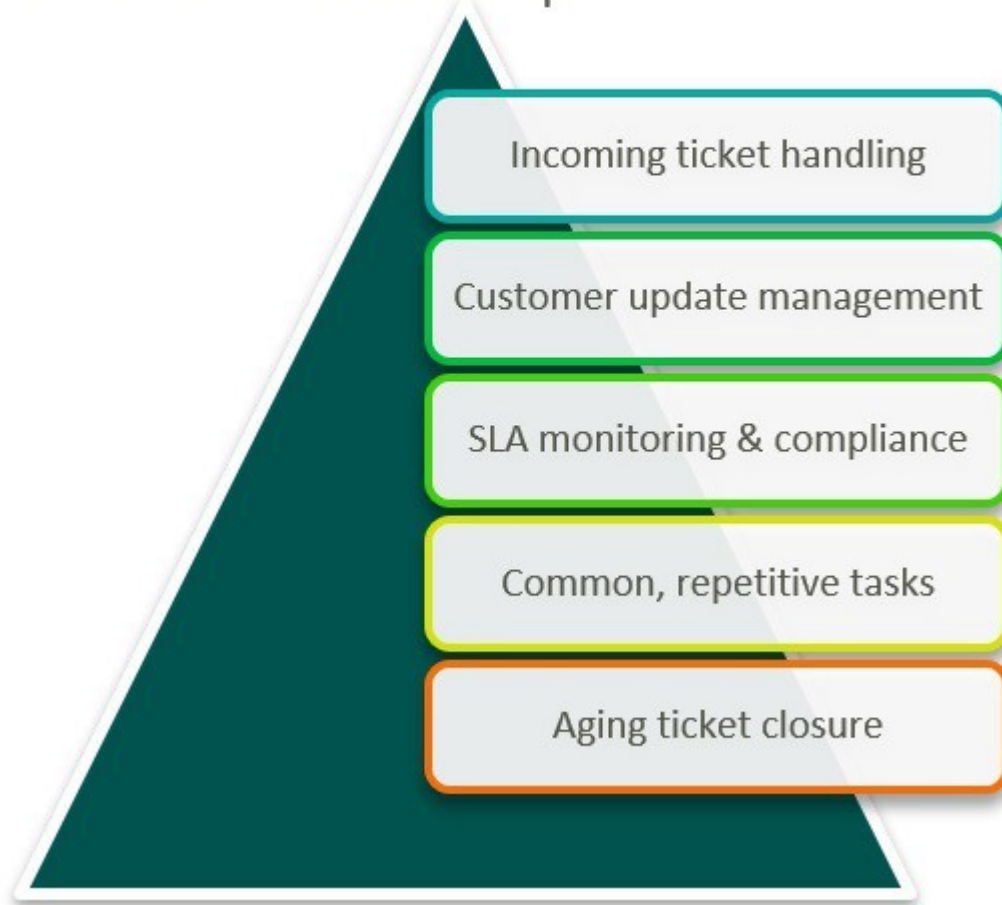 Incoming ticket handling
Customer update management
SLA monitoring & compliance
Common, repetitive tasks
Aging ticket closure